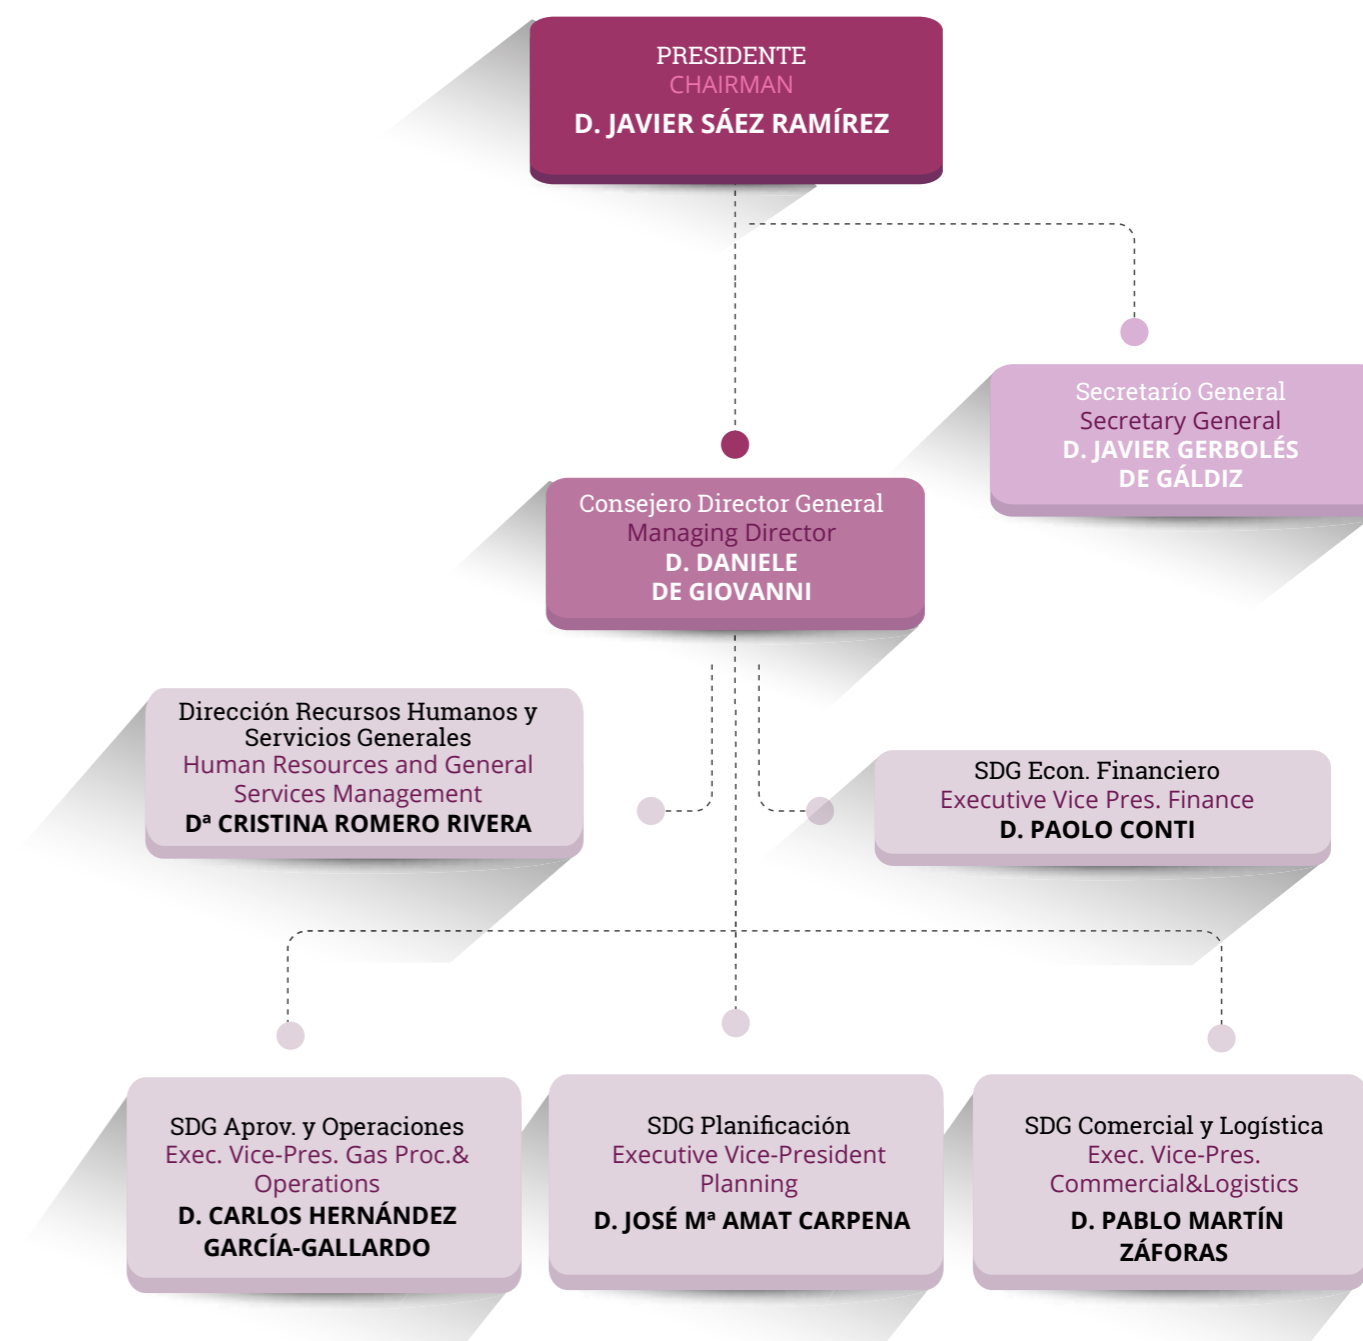 PRESIDENTE
CHAIRMAN
D. JAVIER SÁEZ RAMÍREZ
Secretarío General
Secretary General
D. JAVIER GERBOLÉS
DE GÁLDIZ
Consejero Director General
Managing Director
D. DANIELE
DE GIOVANNI
Dirección Recursos Humanos y
Servicios Generales
Human Resources and General
Services Management
Dª CRISTINA ROMERO RIVERA
SDG Econ. Financiero
Executive Vice Pres. Finance
D. PAOLO CONTI
SDG Aprov. y Operaciones
Exec. Vice-Pres. Gas Proc.&
Operations
D. CARLOS HERNÁNDEZ
GARCÍA-GALLARDO
SDG Planificación
Executive Vice-President
Planning
D. JOSÉ Mª AMAT CARPENA
SDG Comercial y Logística
Exec. Vice-Pres.
Commercial&Logistics
D. PABLO MARTÍN
ZÁFORAS